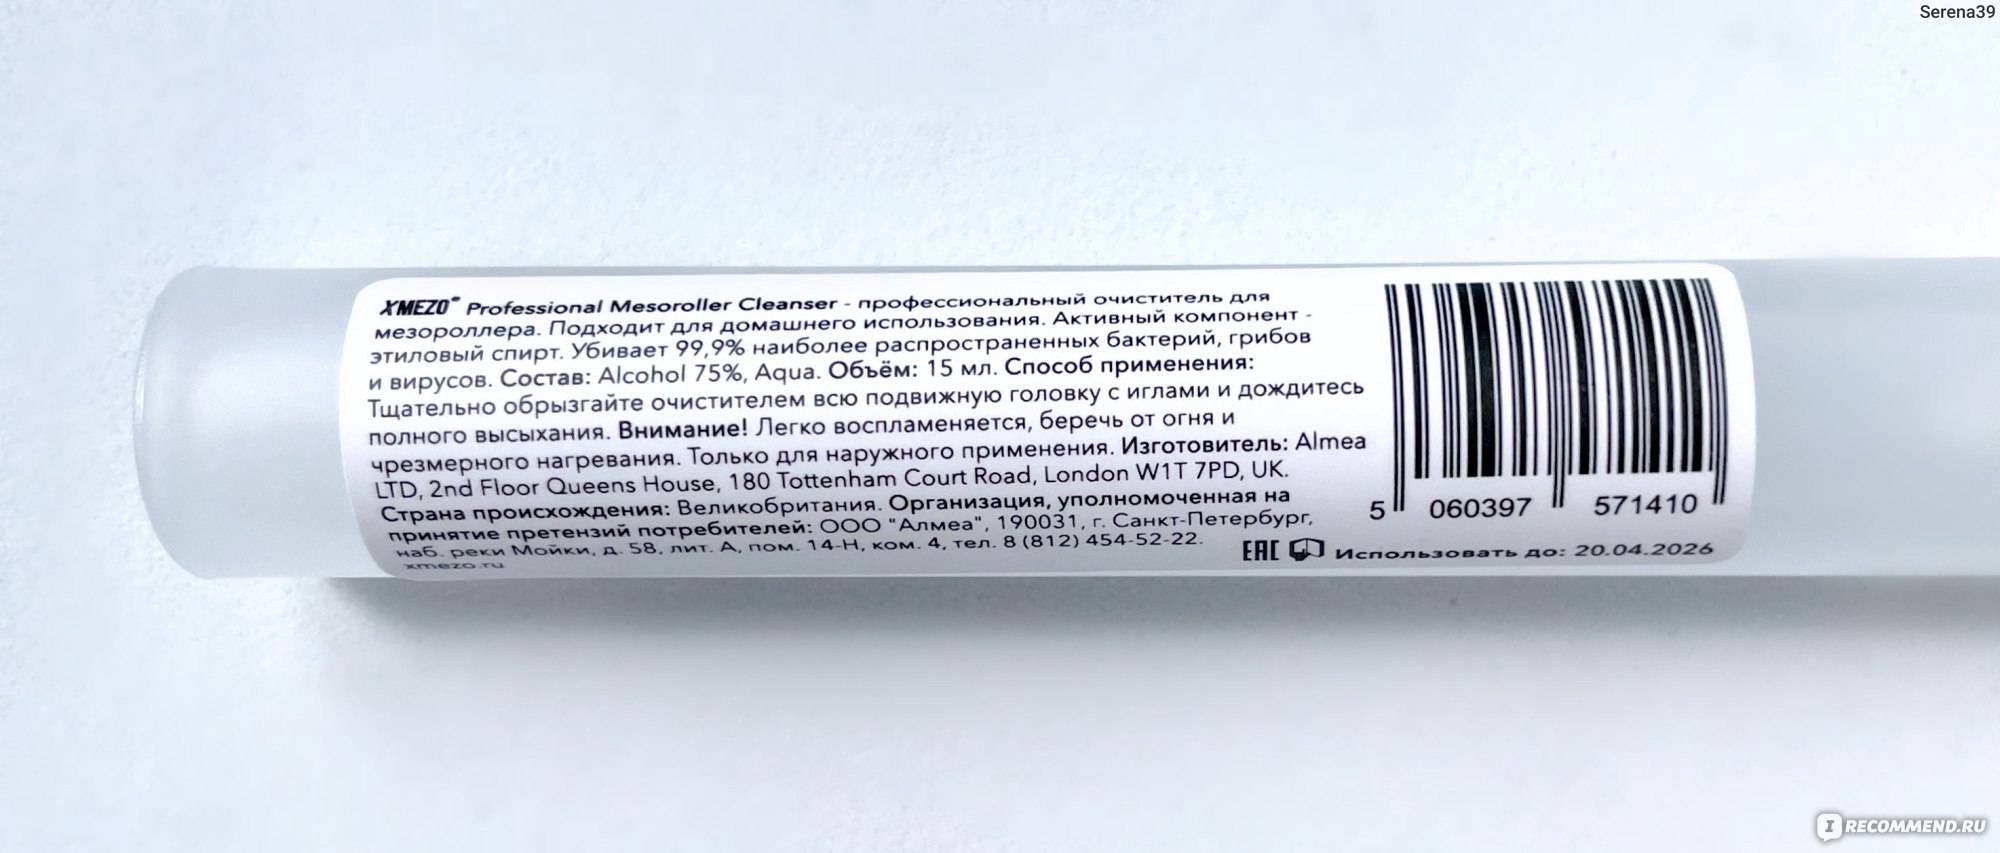 Serena39
XMEZO® Professional Mesoroller Cleanser - профессиональный очиститель для
мезороллера. Подходит для домашнего использования. Активный компонент -
этиловый спирт. Убивает 99,9% наиболее распространенных бактерий, грибов
и вирусов. Состав: Alcohol 75%, Aqua. Объём: 15 мл. Способ применения:
Тщательно обрызгайте очистителем всю подвижную головку с иглами и дождитесь
полного высыхания. Внимание! Легко воспламеняется, беречь от огня и
чрезмерного нагревания. Только для наружного применения. Изготовитель: Almea
LTD, 2nd Floor Queens House, 180 Tottenham Court Road, London W1T 7PD, UK.
Страна происхождения: Великобритания. Организация, уполномоченная на
принятие претензий потребителей: ООО "Алмеа", 190031, г. Санкт-Петербург,
наб. реки Мойки, д. 58, лит. А, пом. 14-Н, ком. 4, тел. 8 (812) 454-52-22.
xmezo.ru
5 060397 571410
EAC Использовать до: 20.04.2026
IRECOMMEND.RU